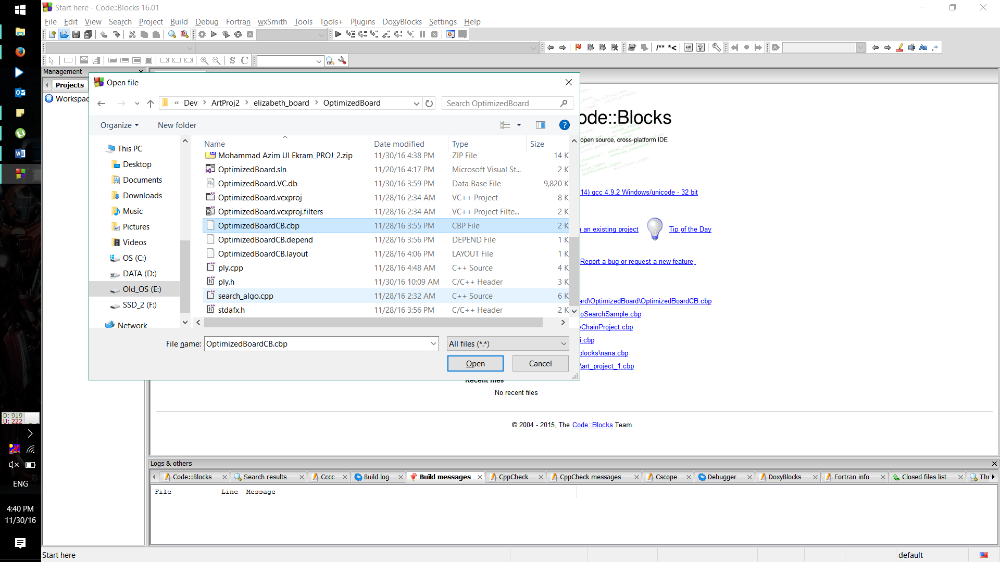 Start here - Code::Blocks 16.01
File Edit View Search Project Build Debug Fortran wxSmith Tools Tools+ Plugins DoxyBlocks Settings Help
/** *<
S C
Management
Projects
Workspac
Open file
« Dev > ArtProj2 > elizabeth_board > OptimizedBoard
Search OptimizedBoard
Organize New folder
This PC
Desktop
Documents
Downloads
Music
Pictures
Videos
OS (C:)
DATA (D:)
Old_OS (E:)
SSD_2 (F:)
Network
Name Date modified Type Size
Mohammad Azim Ul Ekram_PROJ_2.zip 11/30/16 4:38 PM ZIP File 14 K
OptimizedBoard.sln 11/20/16 4:17 PM Microsoft Visual St... 2 K
OptimizedBoard.VC.db 11/30/16 3:59 PM Data Base File 9,820 K
OptimizedBoard.vcxproj 11/28/16 2:34 AM VC++ Project 8 K
OptimizedBoard.vcxproj.filters 11/28/16 2:34 AM VC++ Project Filte... 2 K
OptimizedBoardCB.cbp 11/28/16 3:55 PM CBP File 2 K
OptimizedBoardCB.depend 11/28/16 3:56 PM DEPEND File 1 K
OptimizedBoardCB.layout 11/28/16 4:06 PM LAYOUT File 1 K
ply.cpp 11/28/16 4:48 AM C++ Source 4 K
ply.h 11/30/16 10:09 AM C/C++ Header 3 K
search_algo.cpp 11/28/16 2:32 AM C++ Source 6 K
stdafx.h 11/28/16 3:56 PM C/C++ Header 2 K
File name: OptimizedBoardCB.cbp All files (*.*)
Open Cancel
ode::Blocks
open source, cross-platform IDE
14) gcc 4.9.2 Windows/unicode - 32 bit
n an existing project Tip of the Day
Report a bug or request a new feature
ard\OptimizedBoard\OptimizedBoardCB.cbp
oSearchSample.cbp
\ChainProject.cbp
i.cbp
blocks\nana.cbp
\art_project_1.cbp
Recent files
No recent files
© 2004 - 2015, The Code::Blocks Team.
Logs & others
Code::Blocks Search results Cccc Build log Build messages CppCheck CppCheck messages Cscope Debugger DoxyBlocks Fortran info Closed files list Thr
File Line Message
D: 919
U: 222
ENG
4:40 PM
11/30/16
Start here default